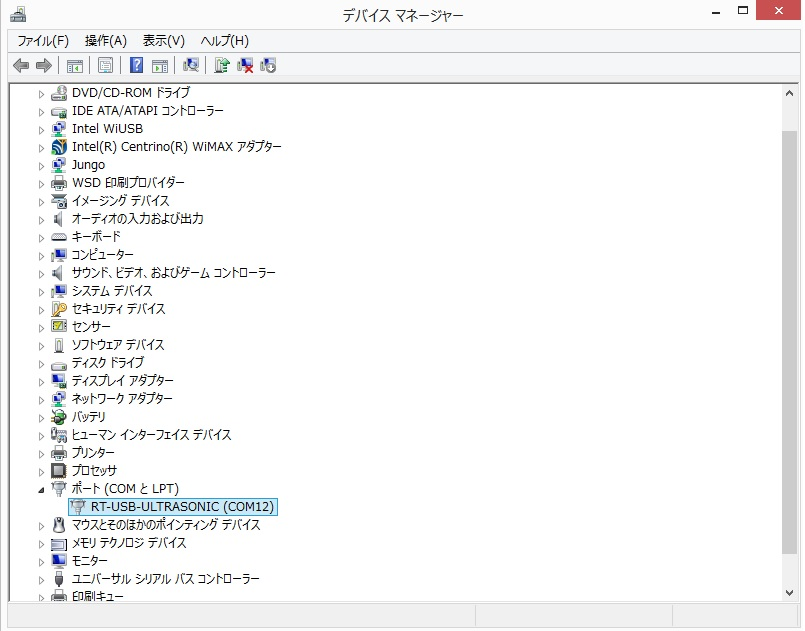 デバイス マネージャー
ファイル(F) 操作(A) 表示(V) ヘルプ(H)
DVD/CD-ROM ドライブ
IDE ATA/ATAPI コントローラー
Intel WiUSB
Intel(R) Centrino(R) WiMAX アダプター
Jungo
WSD 印刷プロバイダー
イメージング デバイス
オーディオの入力および出力
キーボード
コンピューター
サウンド、ビデオ、およびゲーム コントローラー
システム デバイス
セキュリティ デバイス
センサー
ソフトウェア デバイス
ディスク ドライブ
ディスプレイ アダプター
ネットワーク アダプター
バッテリ
ヒューマン インターフェイス デバイス
プリンター
プロセッサ
ポート (COM と LPT)
RT-USB-ULTRASONIC (COM12)
マウスとそのほかのポインティング デバイス
メモリ テクノロジ デバイス
モニター
ユニバーサル シリアル バス コントローラー
印刷キュー